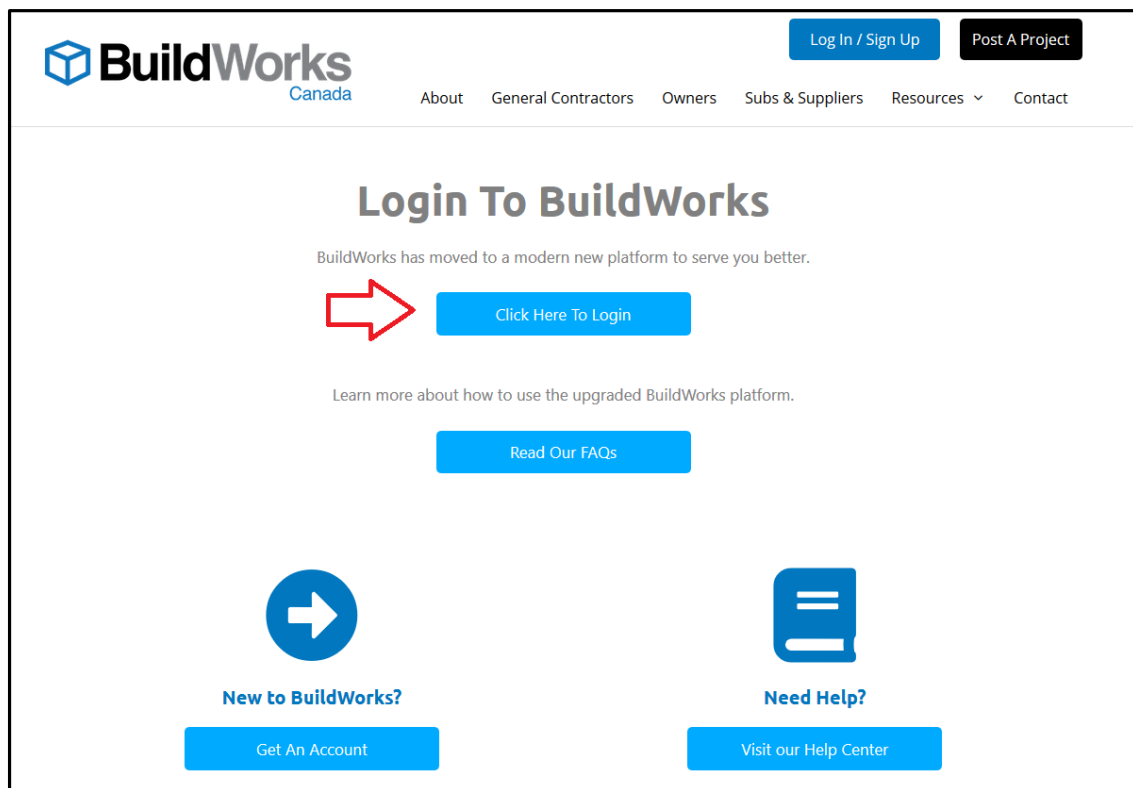 Log In / Sign Up
Post A Project
BuildWorks
Canada
About General Contractors Owners Subs & Suppliers Resources Contact
Login To BuildWorks
BuildWorks has moved to a modern new platform to serve you better.
Click Here To Login
Learn more about how to use the upgraded BuildWorks platform.
Read Our FAQs
New to BuildWorks?
Get An Account
Need Help?
Visit our Help Center